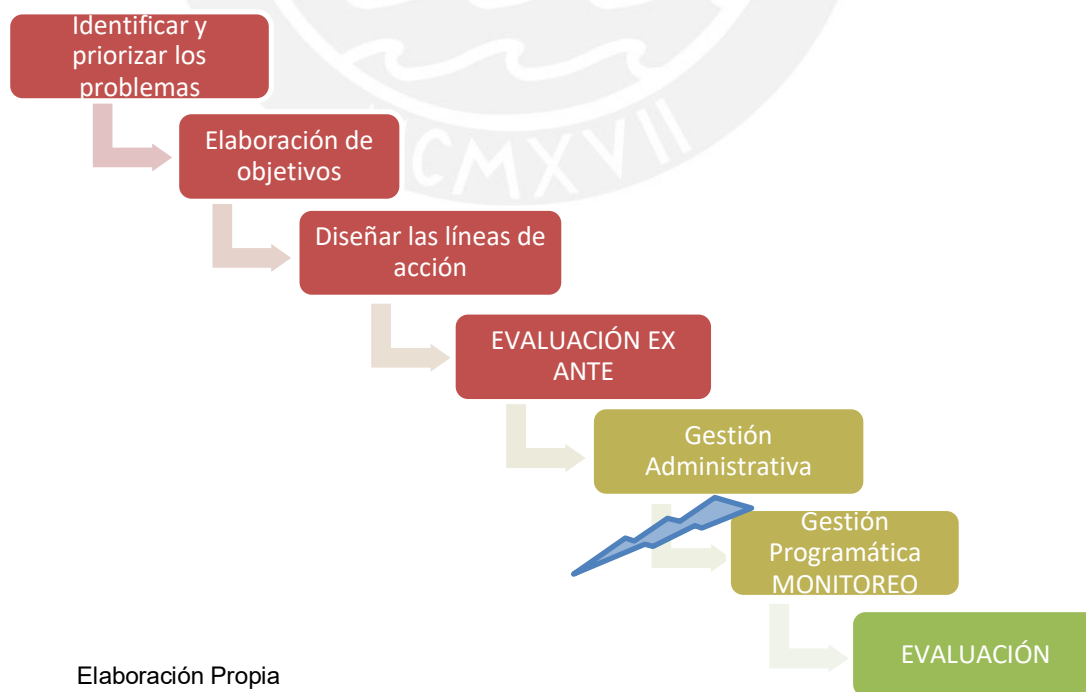 Identificar y
priorizar los
problemas
Elaboración de
objetivos
Diseñar las líneas de
acción
EVALUACIÓN EX
ANTE
Gestión
Administrativa
Gestión
Programática
MONITOREO
EVALUACIÓN
Elaboración Propia
CMXVII